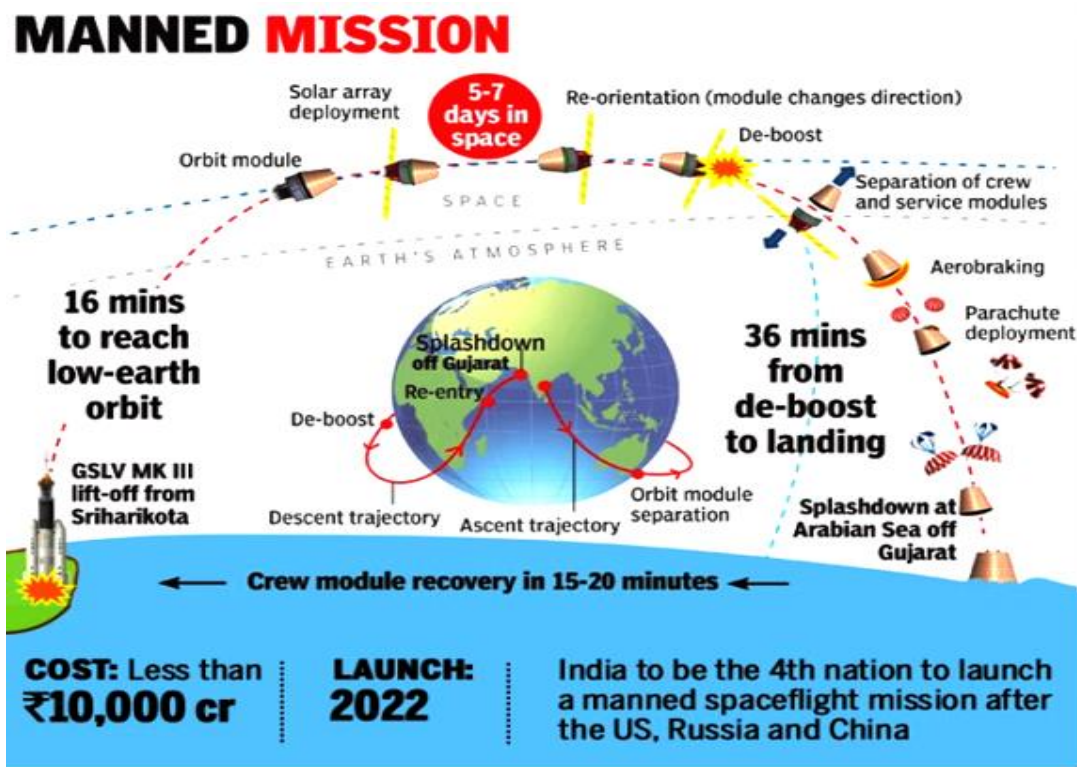 MANNED MISSION
Solar array
deployment
5-7
days in
space
Re-orientation (module changes direction)
De-boost
Orbit module
Separation of crew
and service modules
SPACE
EARTH'S ATMOSPHERE
Aerobraking
Parachute
deployment
16 mins
to reach
low-earth
orbit
36 mins
from
de-boost
to landing
Splashdown
off Gujarat
Re-entry
De-boost
Descent trajectory
Ascent trajectory
Orbit module
separation
GSLV MK III
lift-off from
Sriharikota
Splashdown at
Arabian Sea off
Gujarat
Crew module recovery in 15-20 minutes
COST: Less than
₹10,000 cr
LAUNCH:
2022
India to be the 4th nation to launch
a manned spaceflight mission after
the US, Russia and China